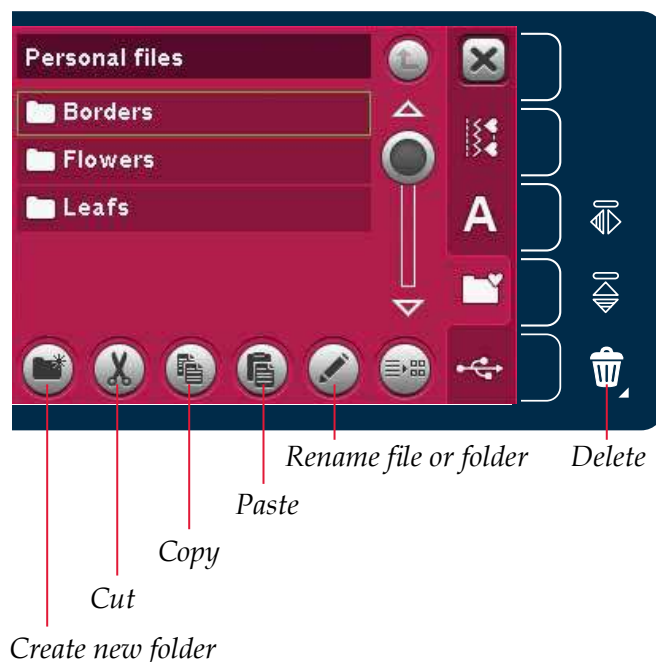 Personal files
Borders
Flowers
Leafs
A
Rename file or folder
Delete
Paste
Copy
Cut
Create new folder